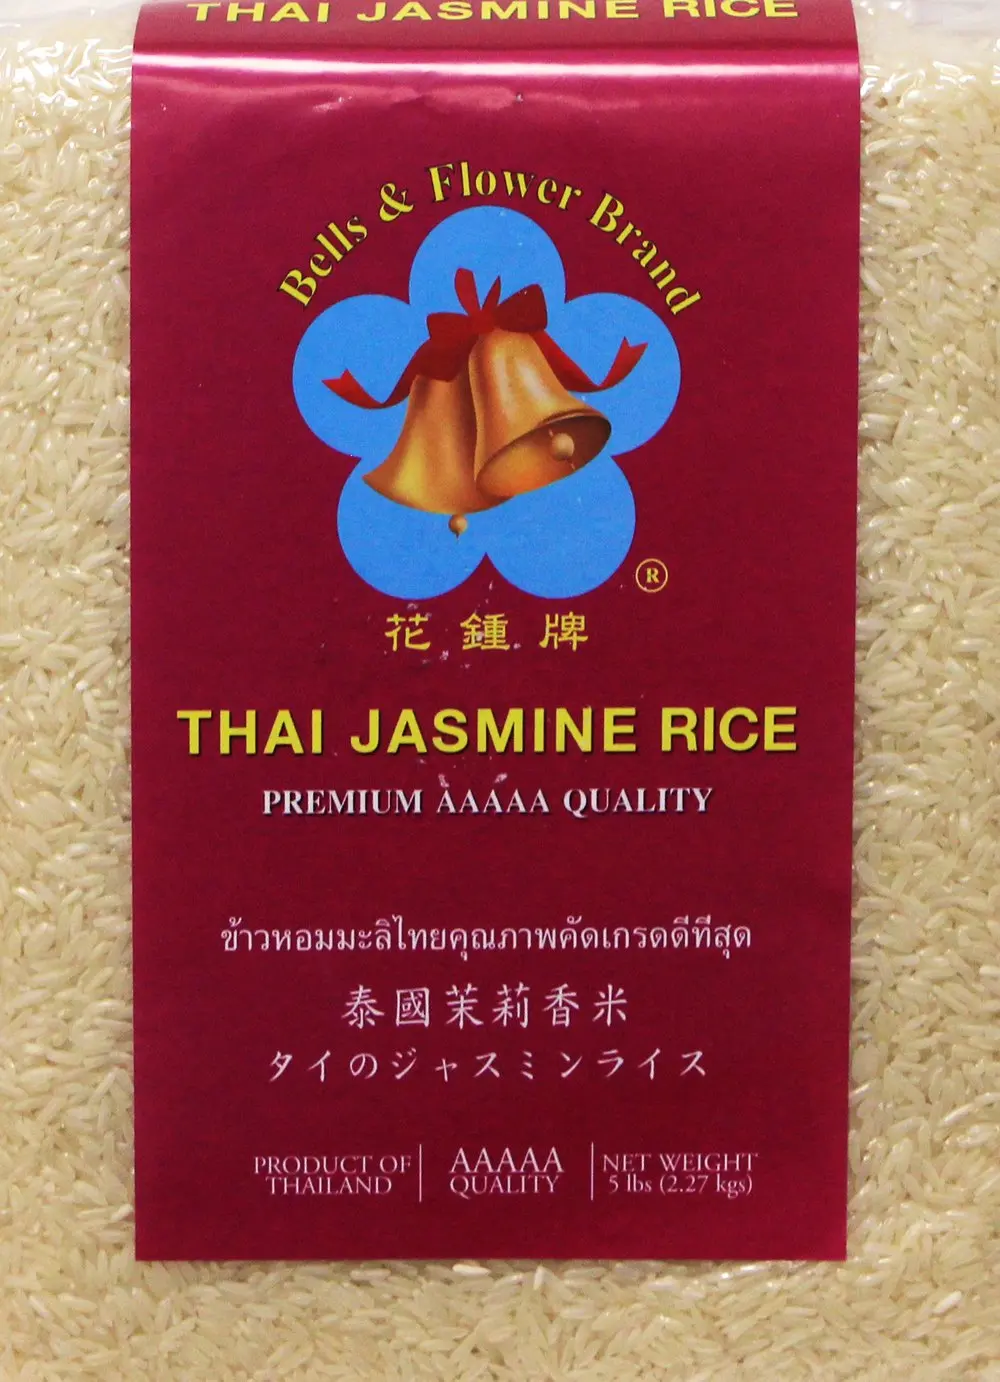 THAI JASMINE RICE
Bells & Flower Brand
®
花鍾牌
THAI JASMINE RICE
PREMIUM AAAAA QUALITY
ข้าวหอมมะลิไทยคุณภาพคัดเกรดดีที่สุด
泰國茉莉香米
タイのジャスミンライス
PRODUCT OF THAILAND
AAAAA QUALITY
NET WEIGHT
5 lbs (2.27 kgs)